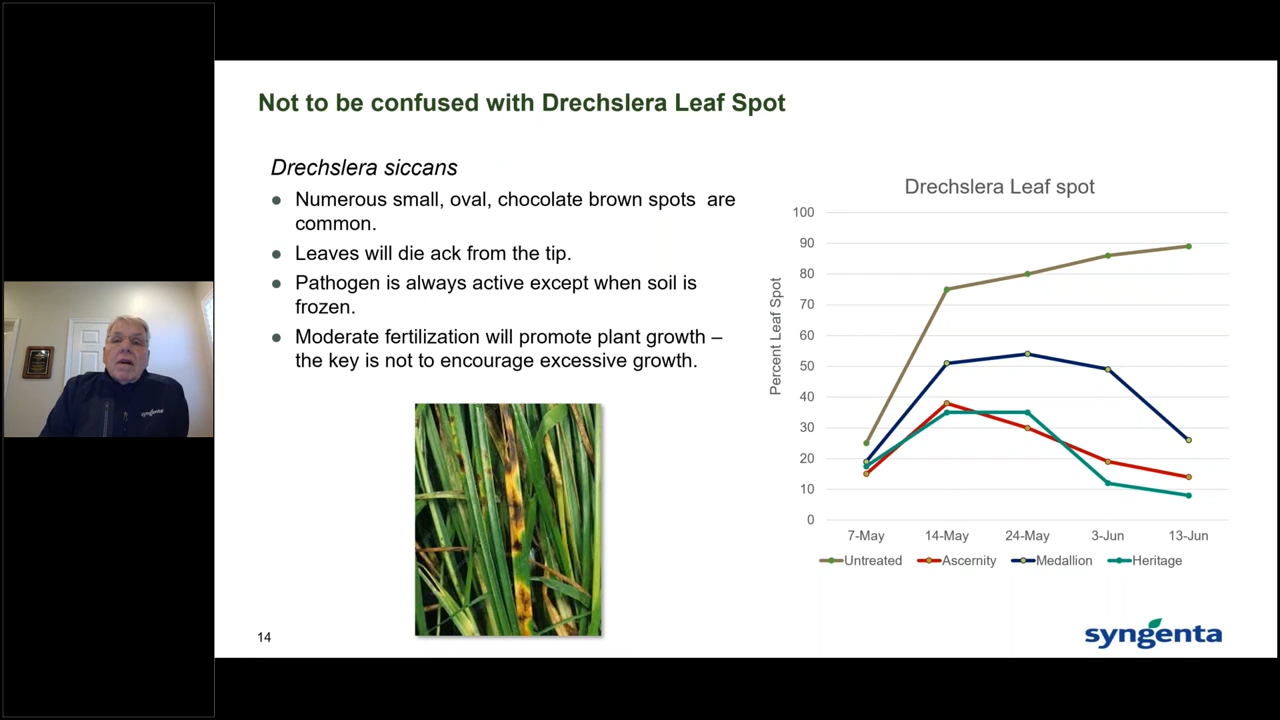 Not to be confused with Drechslera Leaf Spot
Drechslera siccans
● Numerous small, oval, chocolate brown spots are
common.
● Leaves will die ack from the tip.
● Pathogen is always active except when soil is
frozen.
● Moderate fertilization will promote plant growth –
the key is not to encourage excessive growth.
Drechslera Leaf spot
Percent Leaf Spot
100
90
80
70
60
50
40
30
20
10
0
7-May 14-May 24-May 3-Jun 13-Jun
Untreated Ascernity Medallion Heritage
14
syngenta
syngenta